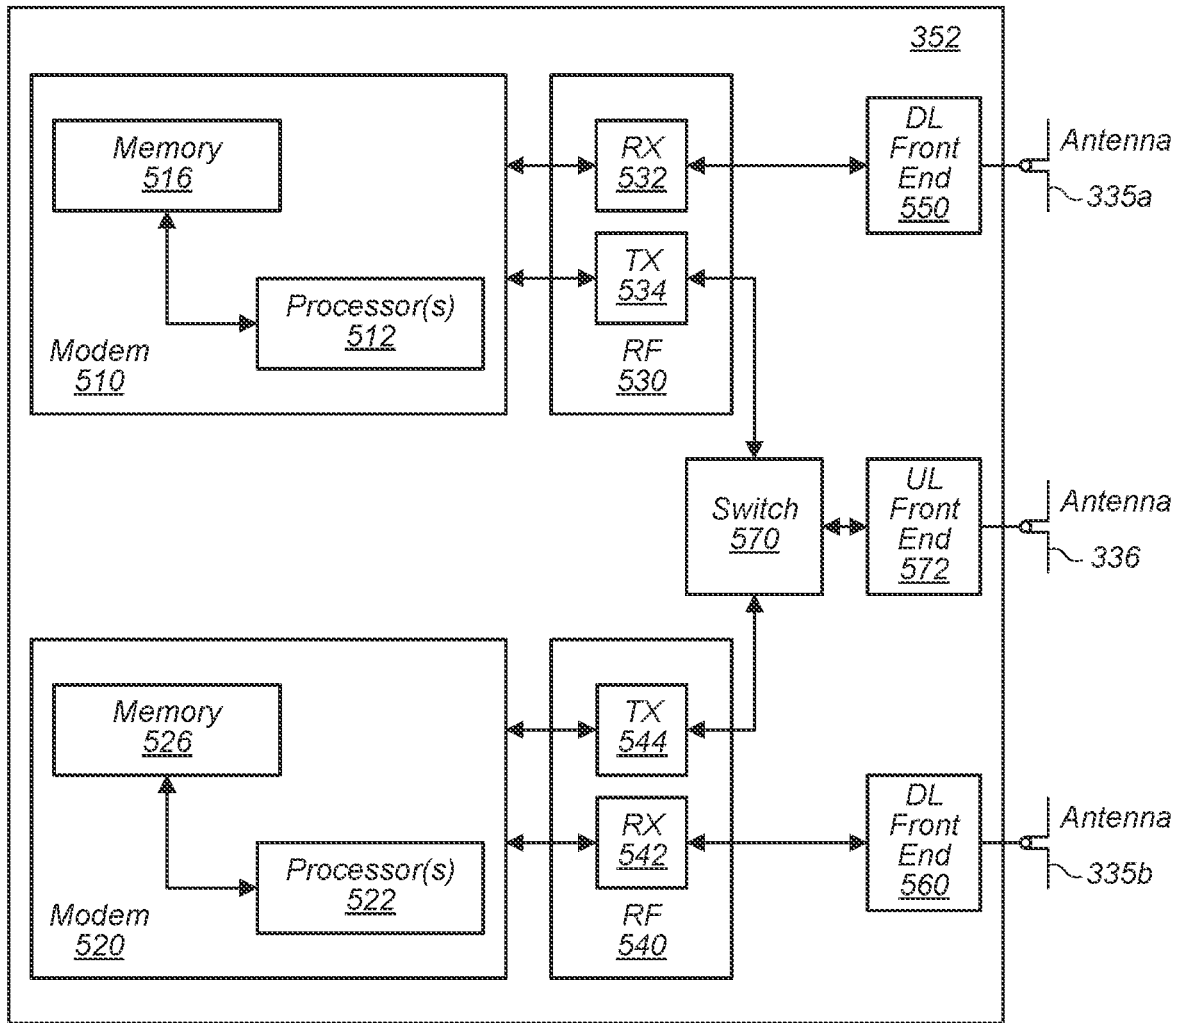 352
Memory
516
Processor(s)
512
Modem
510
RX
532
TX
534
RF
530
DL
Front
End
550
Antenna
335a
Switch
570
UL
Front
End
572
Antenna
336
Memory
526
Processor(s)
522
Modem
520
TX
544
RX
542
RF
540
DL
Front
End
560
Antenna
335b